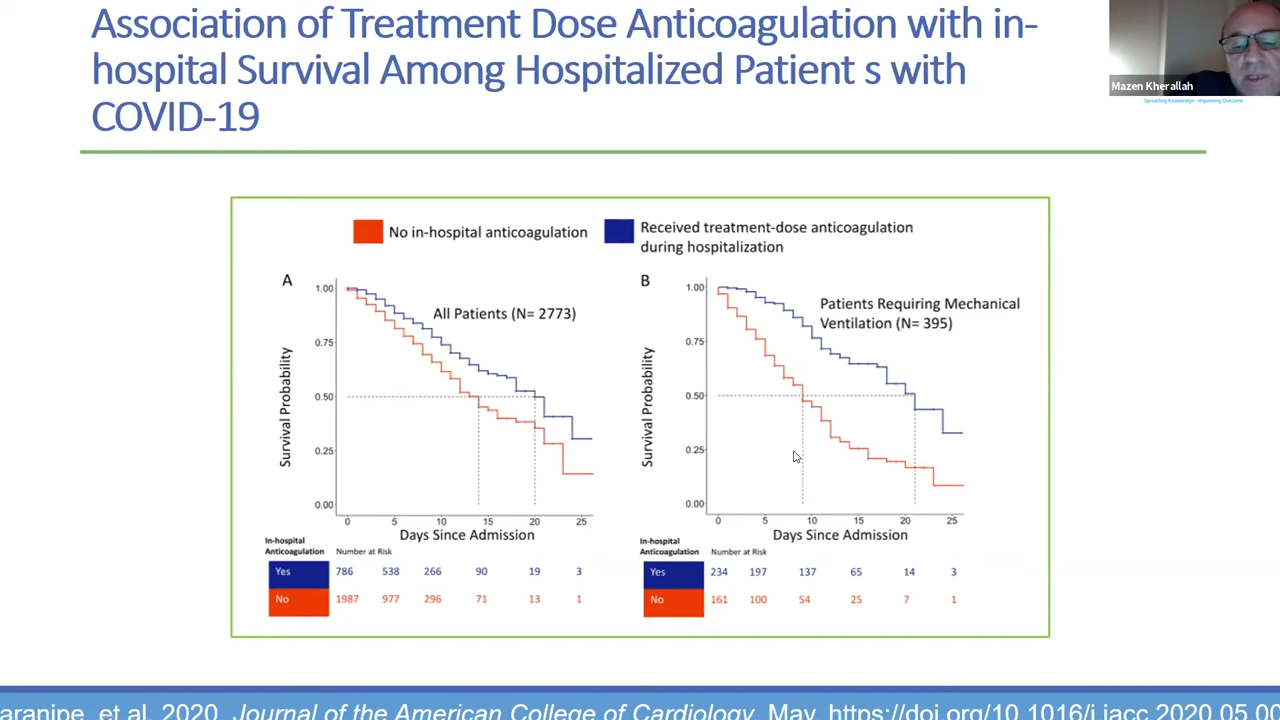 Association of Treatment Dose Anticoagulation with in-
hospital Survival Among Hospitalized Patient s with
COVID-19
Mazen Kherallah
Spreading Knowledge - Improving Outcome
No in-hospital anticoagulation
Received treatment-dose anticoagulation
during hospitalization
A
All Patients (N= 2773)
Survival Probability
1.00
0.75
0.50
0.25
0.00
0 5 10 15 20 25
Days Since Admission
In-hospital
Anticoagulation Number at Risk
Yes 786 538 266 90 19 3
No 1987 977 296 71 13 1
B
Patients Requiring Mechanical
Ventilation (N= 395)
Survival Probability
1.00
0.75
0.50
0.25
0.00
0 5 10 15 20 25
Days Since Admission
In-hospital
Anticoagulation Number at Risk
Yes 234 197 137 65 14 3
No 161 100 54 25 7 1
aranipe, et al. 2020. Journal of the American College of Cardiology. May. https://doi.org/10.1016/j.jacc.2020.05.00